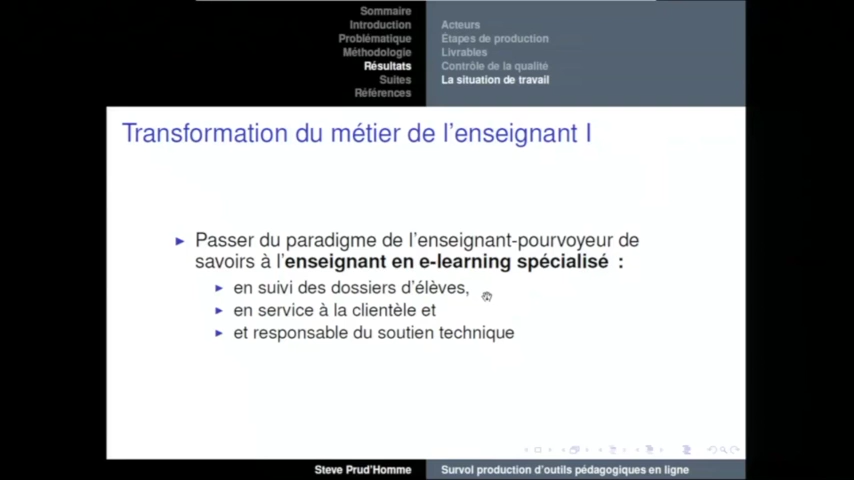 Sommaire
Introduction
Problématique
Méthodologie
Résultats
Suites
Références
Acteurs
Étapes de production
Livrables
Contrôle de la qualité
La situation de travail
Transformation du métier de l'enseignant I
Passer du paradigme de l'enseignant-pourvoyeur de
savoirs à l'enseignant en e-learning spécialisé :
en suivi des dossiers d'élèves,
en service à la clientèle et
et responsable du soutien technique
Steve Prud'Homme
Survol production d'outils pédagogiques en ligne